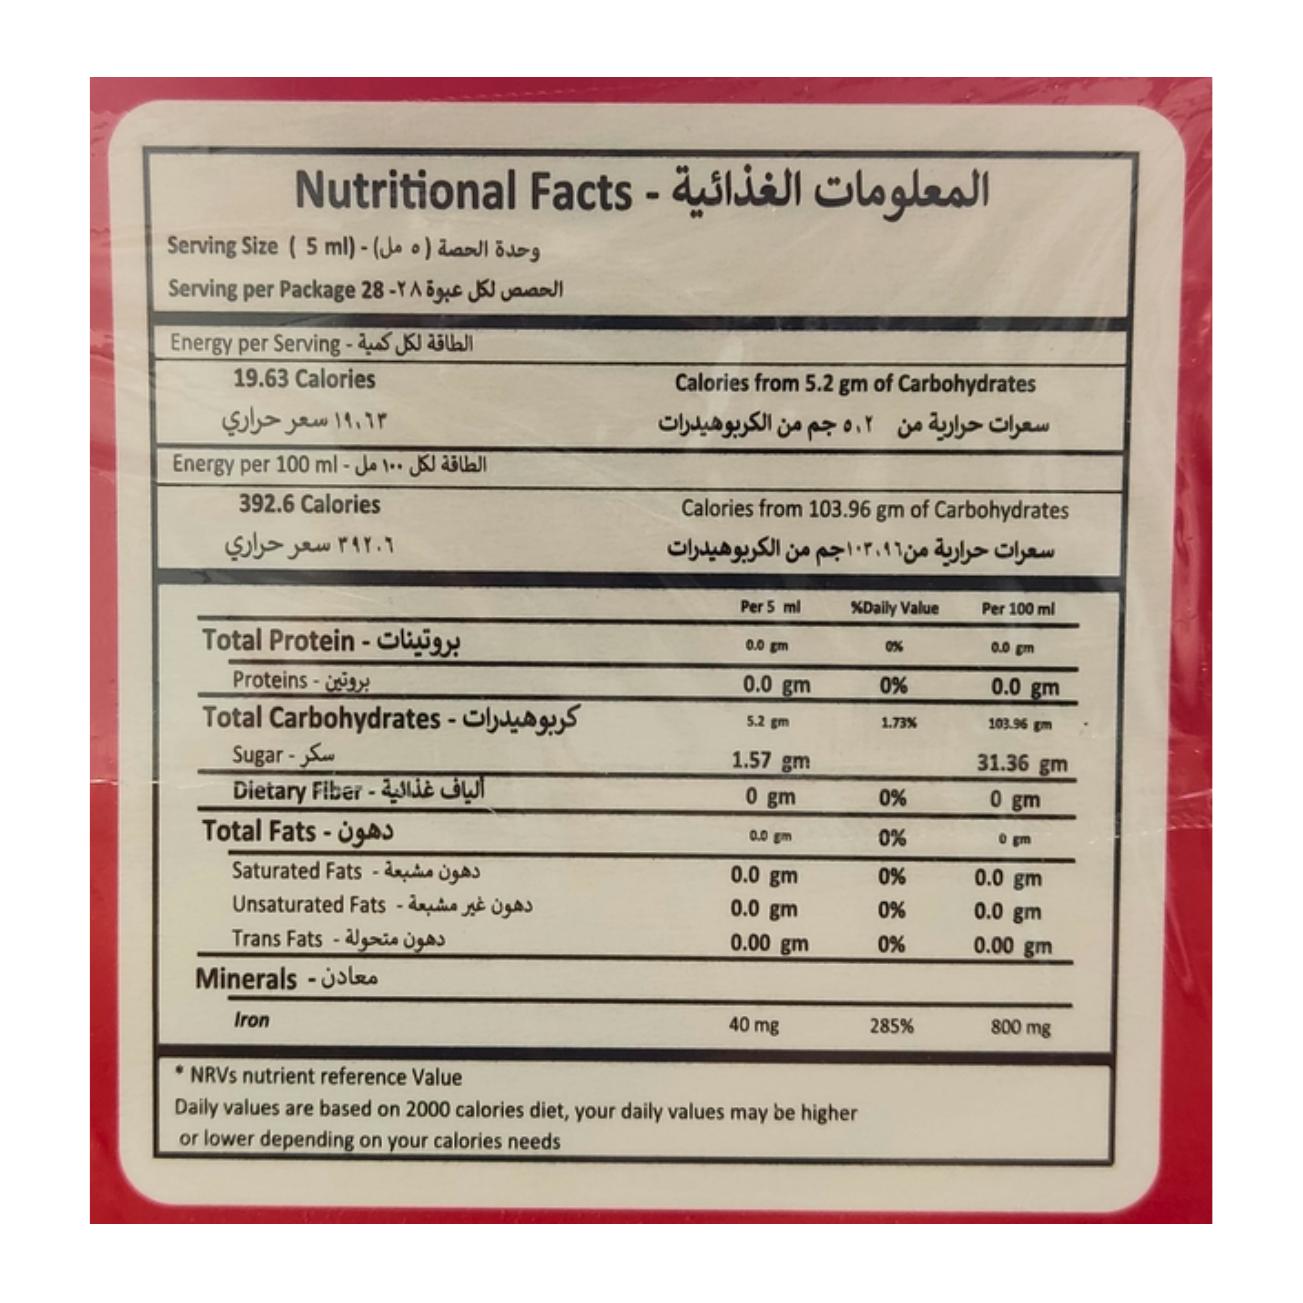 Nutritional Facts - المعلومات الغذائية
Serving Size ( 5 ml) - (وحدة الحصة ( ٥ مل
Serving per Package 28 -الحصص لكل عبوة ٢٨
Energy per Serving - الطاقة لكل كمية
19.63 Calories Calories from 5.2 gm of Carbohydrates
١٩,٦٣ سعر حراري سعرات حرارية من ٥,٢ جم من الكربوهيدرات
Energy per 100 ml - الطاقة لكل ١٠٠ مل
392.6 Calories Calories from 103.96 gm of Carbohydrates
٣٩٢.٦ سعر حراري سعرات حرارية من١٠٣,٩٦جم من الكربوهيدرات
Per 5 ml %Daily Value Per 100 ml
Total Protein - بروتينات 0.0 gm 0% 0.0 gm
Proteins - بروتين 0.0 gm 0% 0.0 gm
Total Carbohydrates - كربوهيدرات 5.2 gm 1.73% 103.96 gm
Sugar - سكر 1.57 gm 31.36 gm
Dietary Fiber - ألياف غذائية 0 gm 0% 0 gm
Total Fats - دهون 0.0 gm 0% 0 gm
Saturated Fats - دهون مشبعة 0.0 gm 0% 0.0 gm
Unsaturated Fats - دهون غير مشبعة 0.0 gm 0% 0.0 gm
Trans Fats - دهون متحولة 0.00 gm 0% 0.00 gm
Minerals - معادن
Iron 40 mg 285% 800 mg
* NRVs nutrient reference Value
Daily values are based on 2000 calories diet, your daily values may be higher
or lower depending on your calories needs